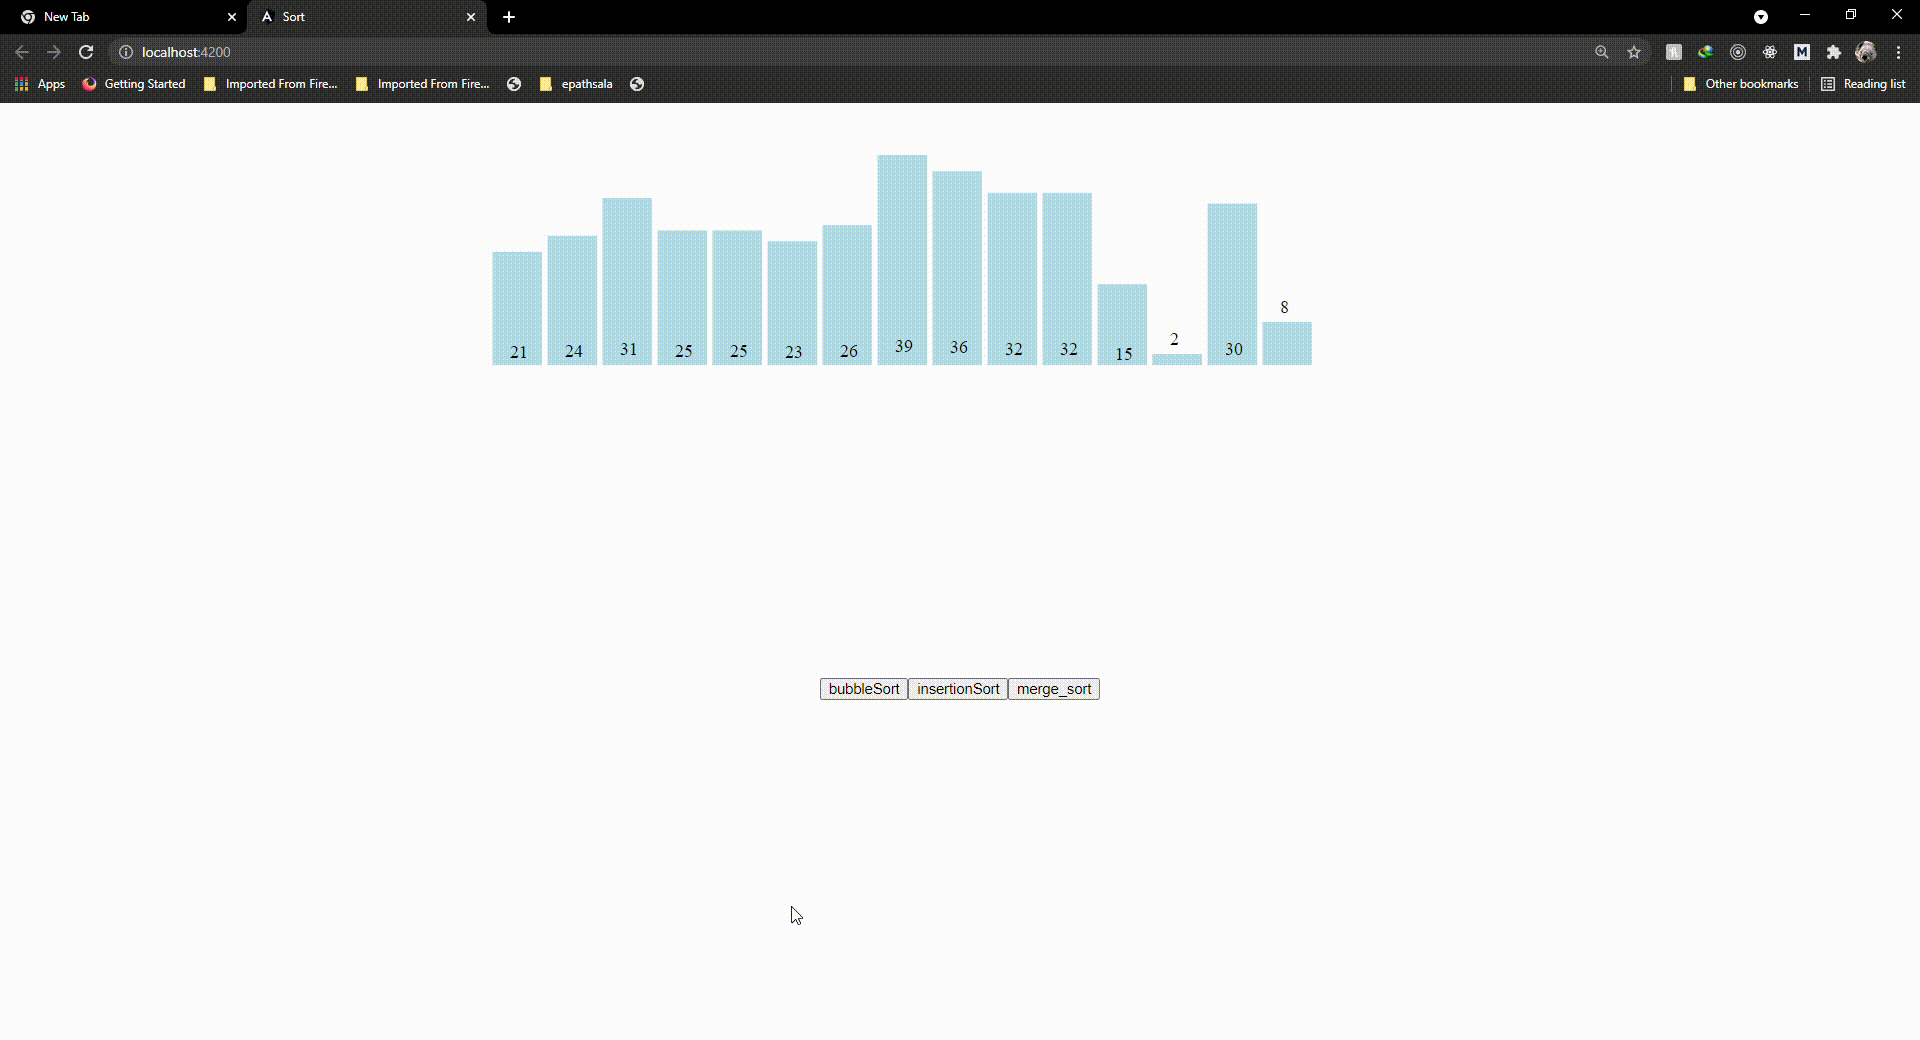 New Tab
Sort
localhost:4200
Apps
Getting Started
Imported From Fire...
Imported From Fire...
epathsala
Other bookmarks
Reading list
21 24 31 25 25 23 26 39 36 32 32 15 2 30 8
bubbleSort insertionSort merge_sort